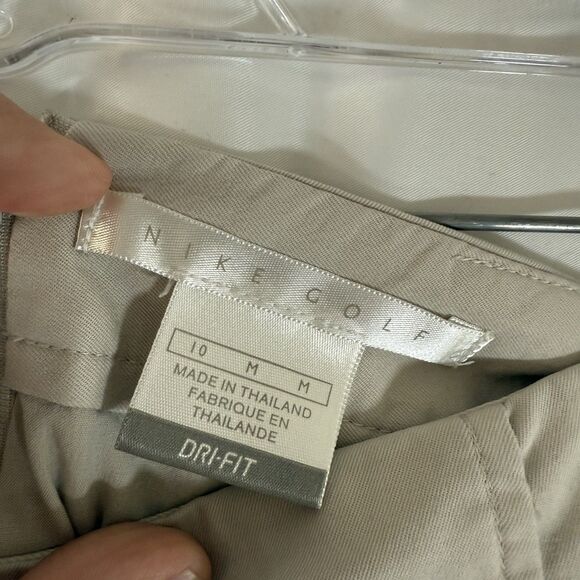 NIKE GOLF
10 M M
MADE IN THAILAND
FABRIQUE EN
THAILANDE
DRI-FIT